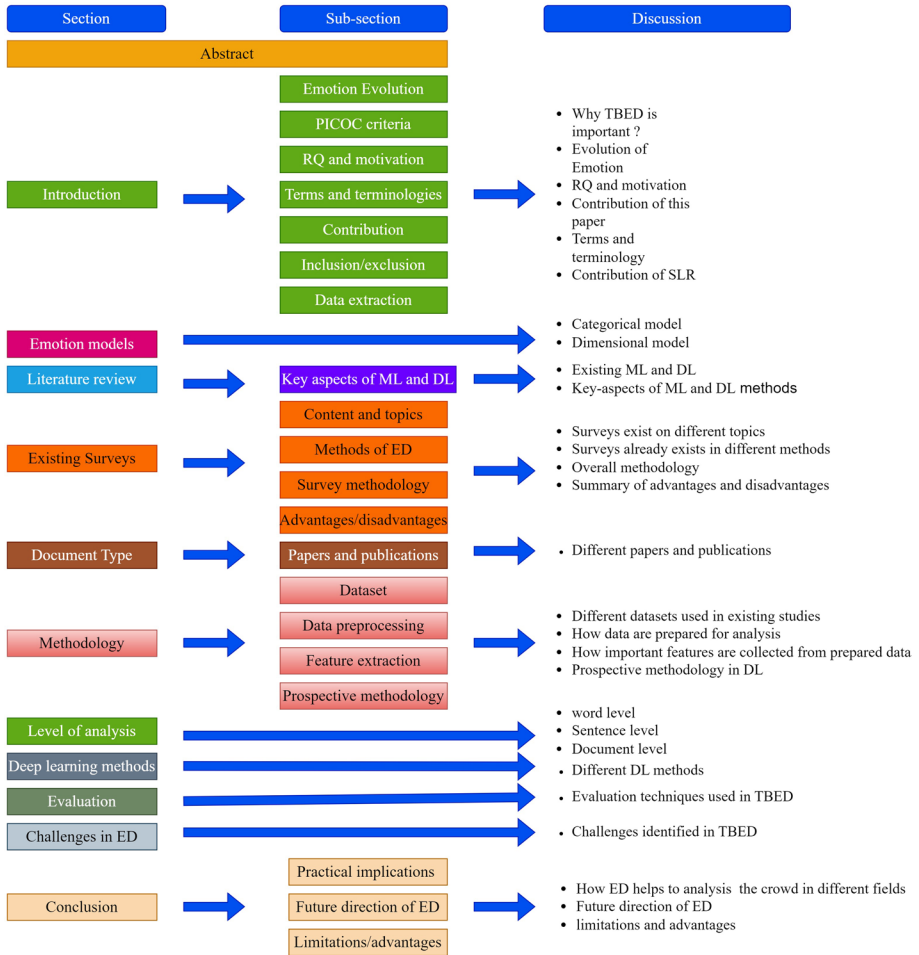 Section
Sub-section
Discussion
Abstract
Introduction
Emotion Evolution
PICOC criteria
RQ and motivation
Terms and terminologies
Contribution
Inclusion/exclusion
Data extraction
• Why TBED is
important ?
• Evolution of
Emotion
• RQ and motivation
• Contribution of this
paper
• Terms and
terminology
• Contribution of SLR
Emotion models
• Categorical model
• Dimensional model
Literature review
Key aspects of ML and DL
• Existing ML and DL
• Key-aspects of ML and DL methods
Existing Surveys
Content and topics
Methods of ED
Survey methodology
Advantages/disadvantages
• Surveys exist on different topics
• Surveys already exists in different methods
• Overall methodology
• Summary of advantages and disadvantages
Document Type
Papers and publications
• Different papers and publications
Methodology
Dataset
Data preprocessing
Feature extraction
Prospective methodology
• Different datasets used in existing studies
• How data are prepared for analysis
• How important features are collected from prepared data
• Prospective methodology in DL
Level of analysis
• word level
• Sentence level
• Document level
Deep learning methods
• Different DL methods
Evaluation
• Evaluation techniques used in TBED
Challenges in ED
• Challenges identified in TBED
Conclusion
Practical implications
Future direction of ED
Limitations/advantages
• How ED helps to analysis the crowd in different fields
• Future direction of ED
• limitations and advantages